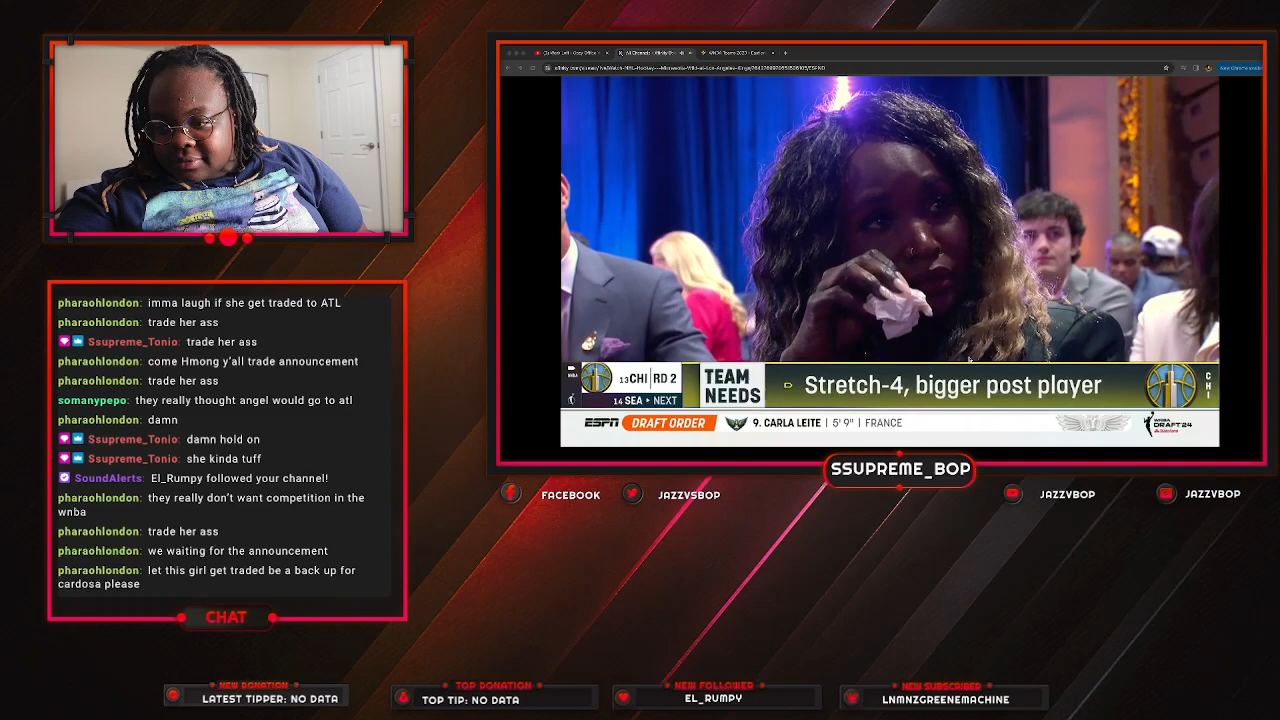 pharaohlondon: imma laugh if she get traded to ATL
pharaohlondon: trade her ass
Ssupreme_Tonio: trade her ass
pharaohlondon: come Hmong y'all trade announcement
pharaohlondon: trade her ass
somanypepo: they really thought angel would go to atl
pharaohlondon: damn
Ssupreme_Tonio: damn hold on
Ssupreme_Tonio: she kinda tuff
SoundAlerts: El_Rumpy followed your channel!
pharaohlondon: they really don't want competition in the
wnba
pharaohlondon: trade her ass
pharaohlondon: we waiting for the announcement
pharaohlondon: let this girl get traded be a back up for
cardosa please
CHAT
New Chrome
13 CHI RD 2
14 SEA NEXT
TEAM
NEEDS
Stretch-4, bigger post player
CHI
ESPN DRAFT ORDER 9. CARLA LEITE | 5' 9" | FRANCE
DRAFT 24
SSUPREME_BOP
FACEBOOK
JAZZVSBOP
JAZZVBOP
JAZZVBOP
NEW DONATION
LATEST TIPPER: NO DATA
TOP DONATION
TOP TIP: NO DATA
NEW FOLLOWER
EL_RUMPY
NEW SUBSCRIBER
LNMNZGREENEMACHINE